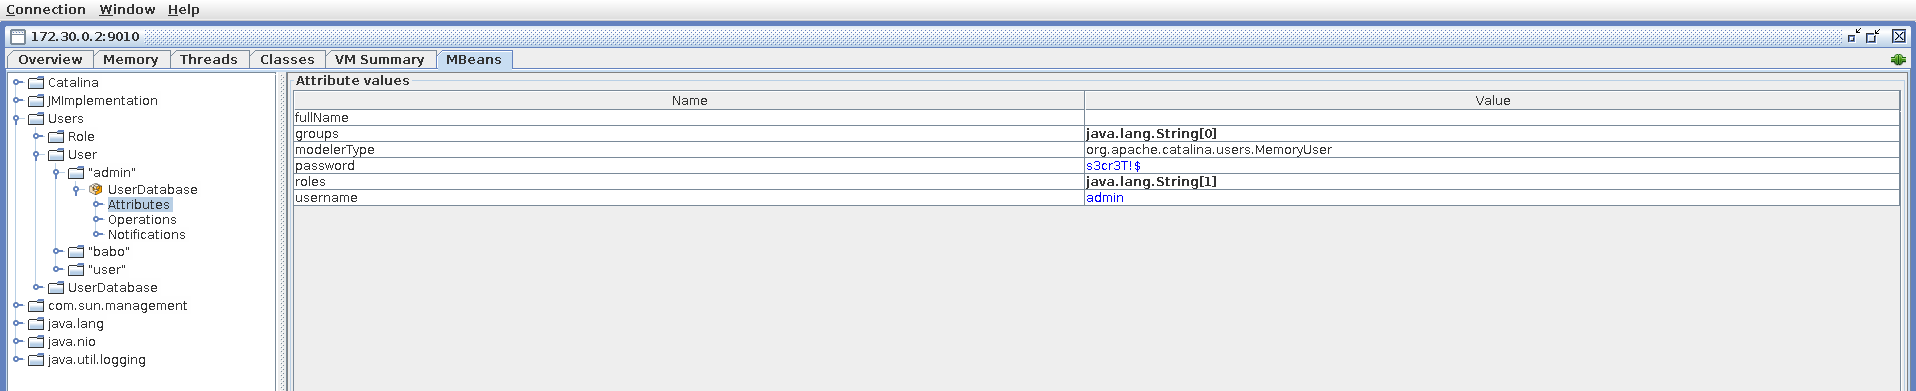 Connection Window Help
172.30.0.2:9010
Overview Memory Threads Classes VM Summary MBeans
Catalina
JMImplementation
Users
Role
User
"admin"
UserDatabase
Attributes
Operations
Notifications
"babo"
"user"
UserDatabase
com.sun.management
java.lang
java.nio
java.util.logging
Attribute values
Name Value
fullName
groups java.lang.String[0]
modelerType org.apache.catalina.users.MemoryUser
password s3cr3T!$
roles java.lang.String[1]
username admin